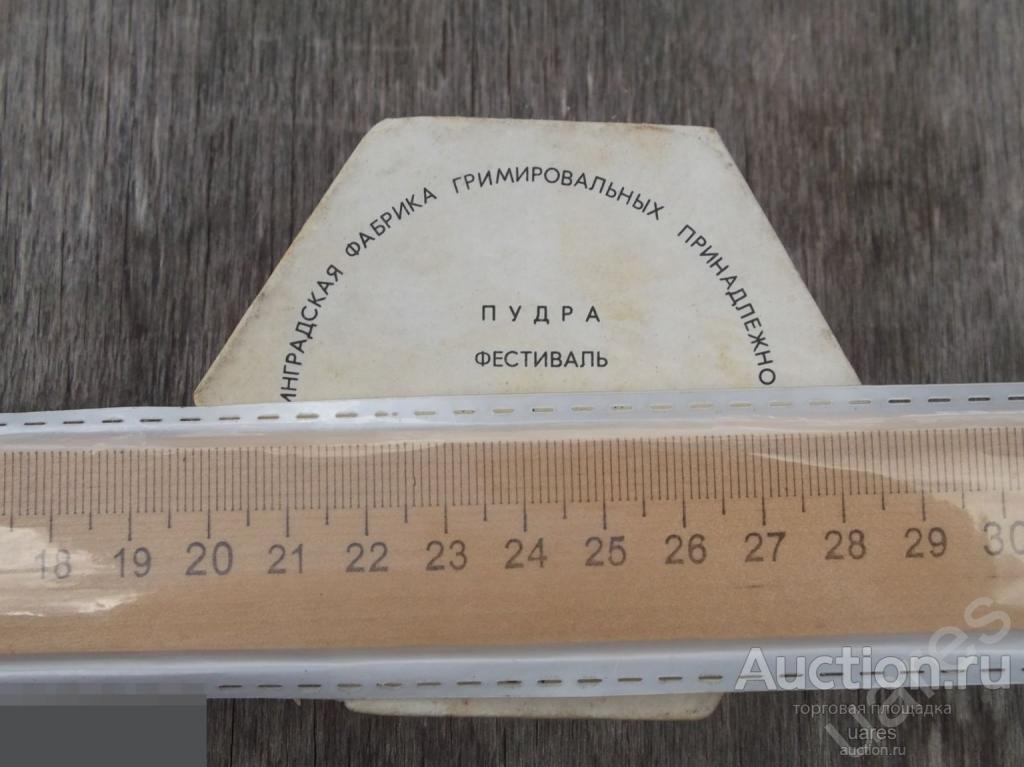 ИНГРАДСКАЯ ФАБРИКА ГРИМИРОВАЛЬНЫХ ПРИНАДЛЕЖНО
ПУДРА
ФЕСТИВАЛЬ
18 19 20 21 22 23 24 25 26 27 28 29 30
Auction.ru
торговая площадка
uares
auction.ru
uares